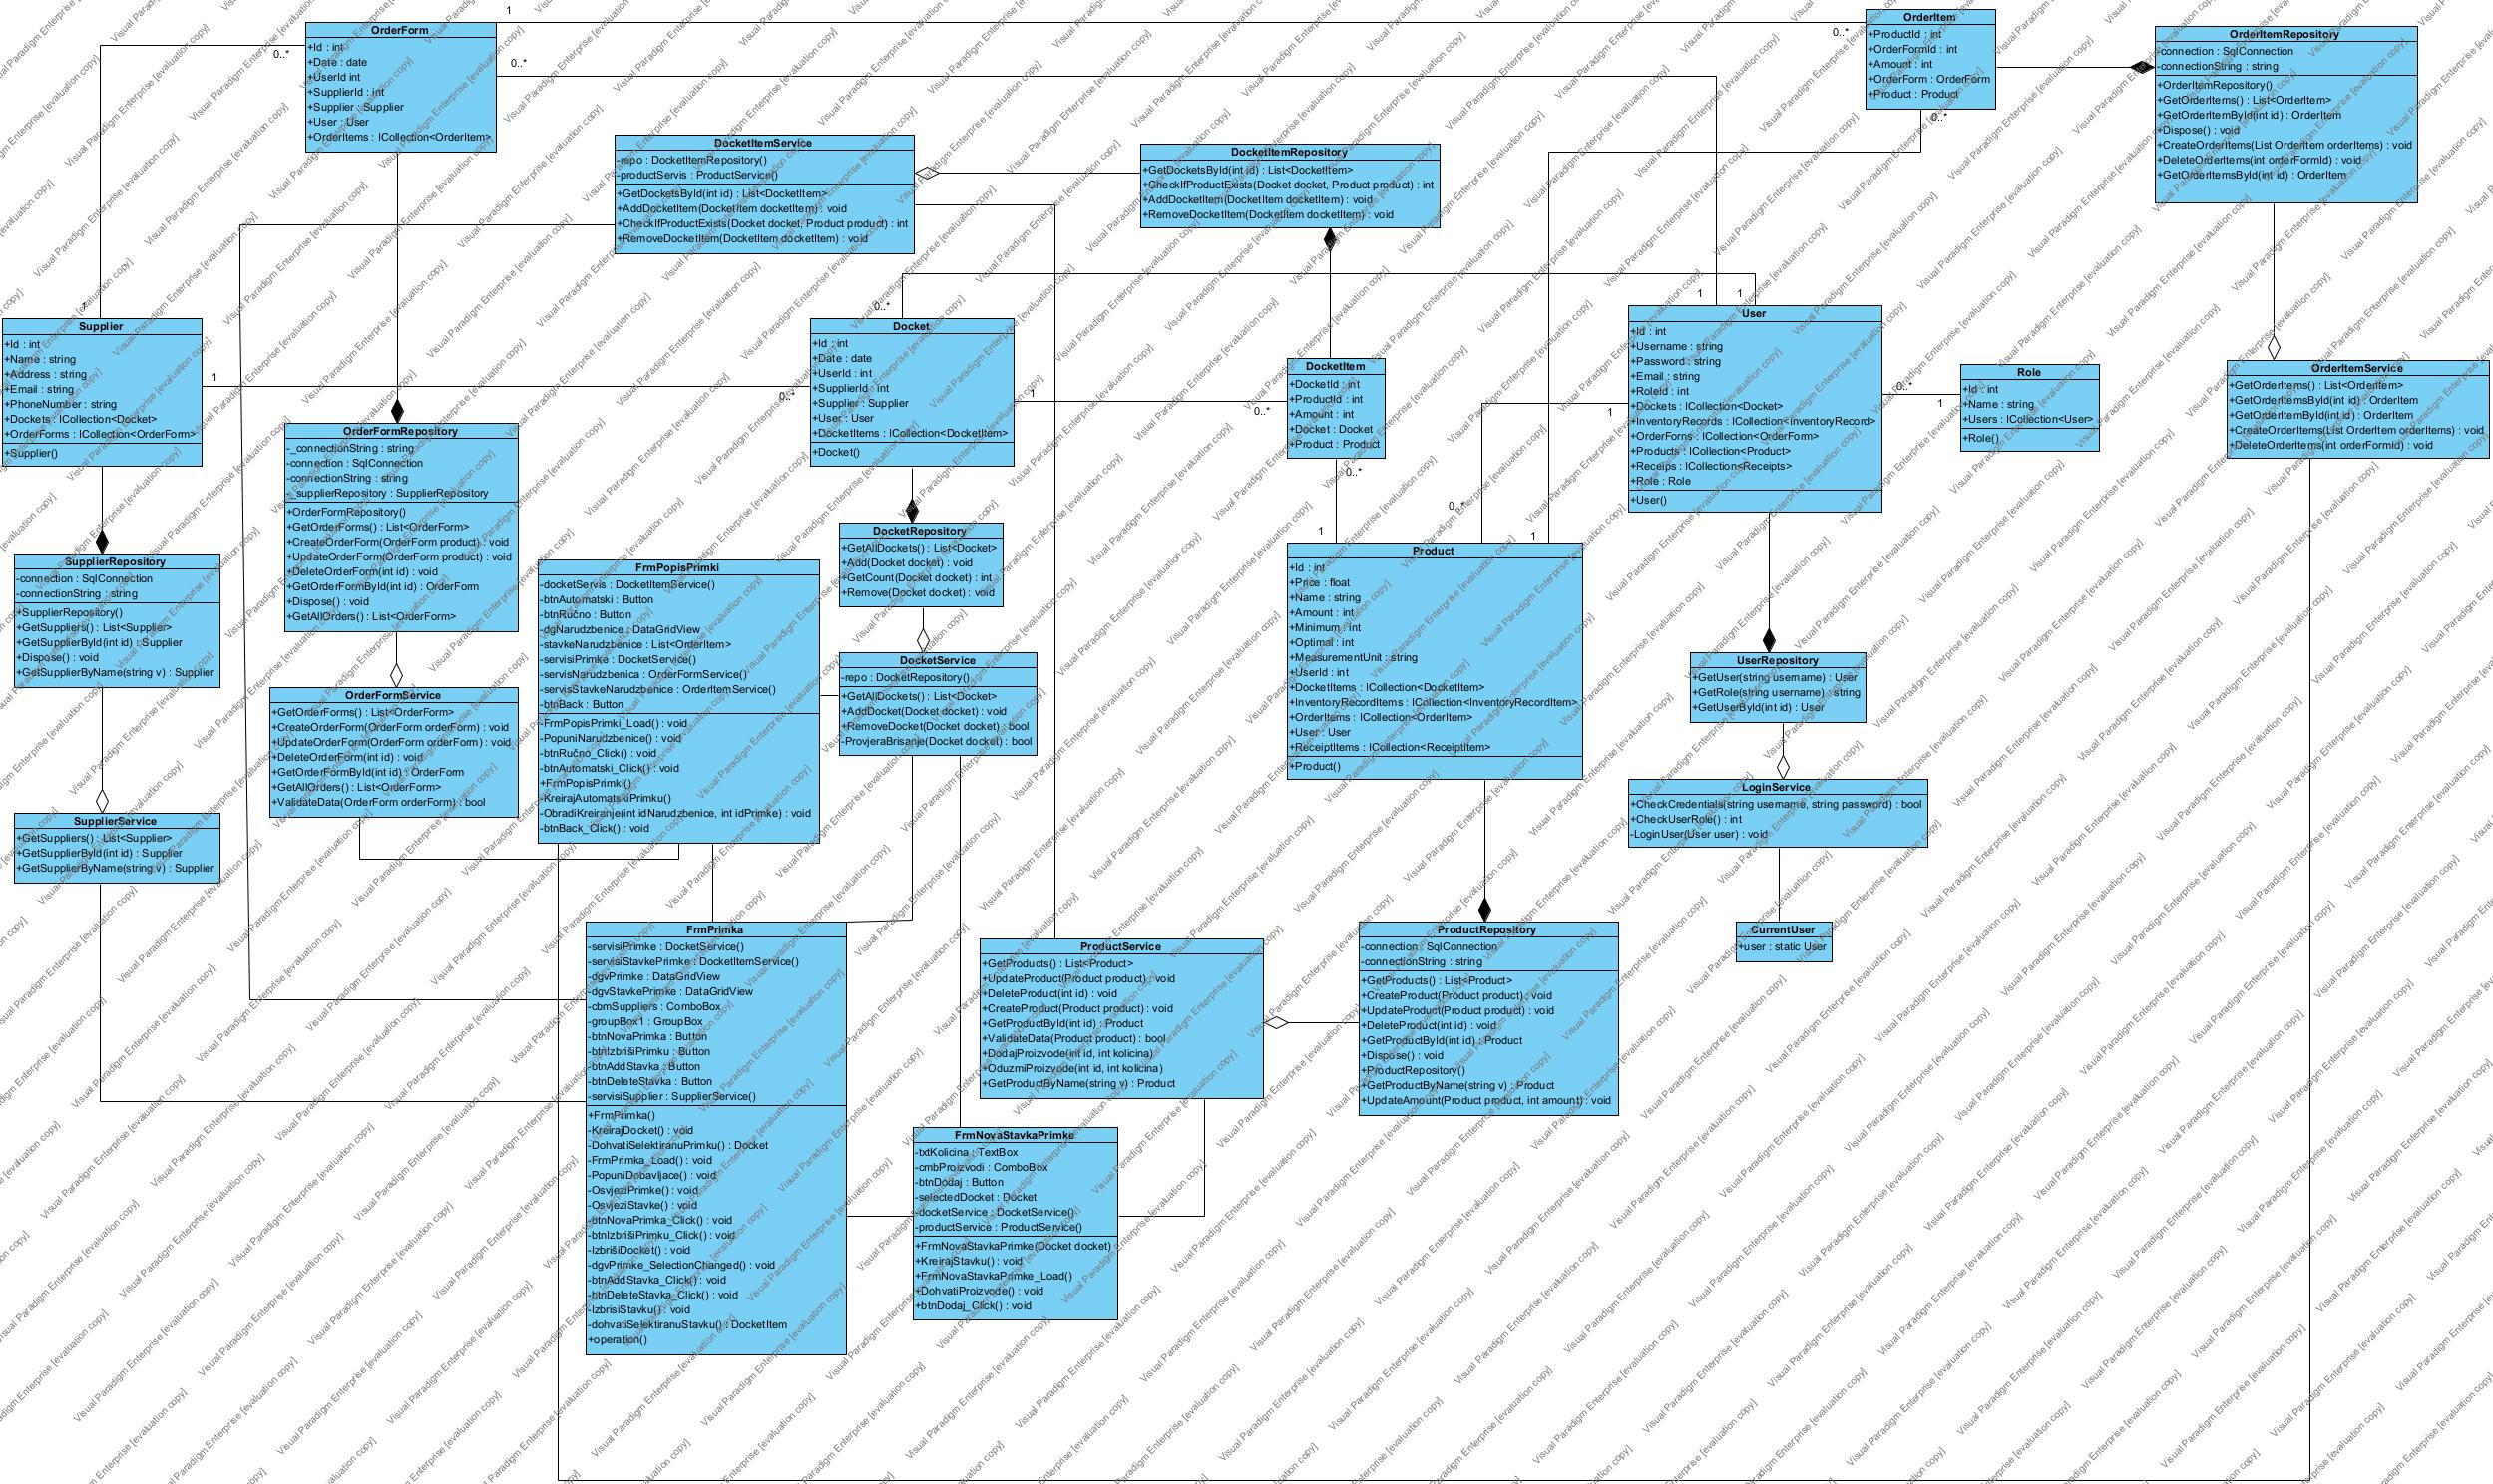 OrderForm
+Id : int
+Date : date
+UserId int
+SupplierId : int
+Supplier : Supplier
+User : User
+OrderItems : ICollection<OrderItem>
1
0..*
0..*
0..*
OrderItem
+ProductId : int
+OrderFormId : int
+Amount : int
+OrderForm : OrderForm
+Product : Product
0..*
OrderItemRepository
-connection : SqlConnection
-connectionString : string
+OrderItemRepository()
+GetOrderItems() : List<OrderItem>
+GetOrderItemById(int id) : OrderItem
+Dispose() : void
+CreateOrderItems(List OrderItem orderItems) : void
+DeleteOrderItems(int orderFormId) : void
+GetOrderItemsById(int id) : OrderItem
DocketItemService
-repo : DocketItemRepository()
-productServis : ProductService()
+GetDocketsById(int id) : List<DocketItem>
+AddDocketItem(DocketItem docketItem) : void
+CheckIfProductExists(Docket docket, Product product) : int
+RemoveDocketItem(DocketItem docketItem) : void
DocketItemRepository
+GetDocketsById(int id) : List<DocketItem>
+CheckIfProductExists(Docket docket, Product product) : int
+AddDocketItem(DocketItem docketItem) : void
+RemoveDocketItem(DocketItem docketItem) : void
1
0..*
1
1
Supplier
+Id : int
+Name : string
+Address : string
+Email : string
+PhoneNumber : string
+Dockets : ICollection<Docket>
+OrderForms : ICollection<OrderForm>
+Supplier()
1
0..*
Docket
+Id : int
+Date : date
+UserId : int
+SupplierId : int
+Supplier : Supplier
+User : User
+DocketItems : ICollection<DocketItem>
+Docket()
1
0..*
DocketItem
+DocketId : int
+ProductId : int
+Amount : int
+Docket : Docket
+Product : Product
0..*
1
User
+Id : int
+Username : string
+Password : string
+Email : string
+RoleId : int
+Dockets : ICollection<Docket>
+InventoryRecords : ICollection<inventoryRecord>
+OrderForms : ICollection<OrderForm>
+Products : ICollection<Product>
+Receips : ICollection<Receipts>
+Role : Role
+User()
1
0..*
1
0..*
1
Role
+Id : int
+Name : string
+Users : ICollection<User>
+Role()
OrderItemService
+GetOrderItems() : List<OrderItem>
+GetOrderItemsById(int id) : OrderItem
+GetOrderItemById(int id) : OrderItem
+CreateOrderItems(List OrderItem orderItems) : void
+DeleteOrderItems(int orderFormId) : void
OrderFormRepository
-_connectionString : string
-connection : SqlConnection
-connectionString : string
-_supplierRepository : SupplierRepository
+OrderFormRepository()
+GetOrderForms() : List<OrderForm>
+CreateOrderForm(OrderForm product) : void
+UpdateOrderForm(OrderForm product) : void
+DeleteOrderForm(int id) : void
+GetOrderFormById(int id) : OrderForm
+Dispose() : void
+GetAllOrders() : List<OrderForm>
SupplierRepository
-connection : SqlConnection
-connectionString : string
+SupplierRepository()
+GetSuppliers() : List<Supplier>
+GetSupplierById(int id) : Supplier
+Dispose() : void
+GetSupplierByName(string v) : Supplier
FrmPopisPrimki
-docketServis : DocketItemService()
-btnAutomatski : Button
-btnRučno : Button
-dgNarudzbenice : DataGridView
-stavkeNarudzbenice : List<OrderItem>
-servisiPrimke : DocketService()
-servisNarudzbenica : OrderFormService()
-servisStavkeNarudzbenice : OrderItemService()
-btnBack : Button
-FrmPopisPrimki_Load() : void
-PopuniNarudzbenice() : void
-btnRučno_Click() : void
-btnAutomatski_Click() : void
+FrmPopisPrimki()
-KreirajAutomatskiPrimku()
-ObradiKreiranje(int idNarudzbenice, int idPrimke) : void
-btnBack_Click() : void
DocketRepository
+GetAllDockets() : List<Docket>
+Add(Docket docket) : void
+GetCount(Docket docket) : int
+Remove(Docket docket) : void
DocketService
-repo : DocketRepository()
+GetAllDockets() : List<Docket>
+AddDocket(Docket docket) : void
+RemoveDocket(Docket docket) : bool
-ProvjeraBrisanje(Docket docket) : bool
Product
+Id : int
+Price : float
+Name : string
+Amount : int
+Minimum : int
+Optimal : int
+MeasurementUnit : string
+UserId : int
+DocketItems : ICollection<DocketItem>
+InventoryRecordItems : ICollection<InventoryRecordItem>
+OrderItems : ICollection<OrderItem>
+User : User
+ReceiptItems : ICollection<ReceiptItem>
+Product()
UserRepository
+GetUser(string username) : User
+GetRole(string username) : string
+GetUserById(int id) : User
OrderFormService
+GetOrderForms() : List<OrderForm>
+CreateOrderForm(OrderForm orderForm) : void
+UpdateOrderForm(OrderForm orderForm) : void
+DeleteOrderForm(int id) : void
+GetOrderFormById(int id) : OrderForm
+GetAllOrders() : List<OrderForm>
+ValidateData(OrderForm orderForm) : bool
LoginService
+CheckCredentials(string username, string password) : bool
+CheckUserRole() : int
-LoginUser(User user) : void
SupplierService
+GetSuppliers() : List<Supplier>
+GetSupplierById(int id) : Supplier
+GetSupplierByName(string v) : Supplier
CurrentUser
+user : static User
FrmPrimka
-servisiPrimke : DocketService()
-servisiStavkePrimke : DocketItemService()
-dgvPrimke : DataGridView
-dgvStavkePrimke : DataGridView
-cbmSuppliers : ComboBox
-groupBox1 : GroupBox
-btnNovaPrimka : Button
-btnIzbrišiPrimku : Button
-btnAddStavka : Button
-btnDeleteStavka : Button
-servisiSupplier : SupplierService()
+FrmPrimka()
-KreirajDocket() : void
-DohvatiSelektiranuPrimku() : Docket
-FrmPrimka_Load() : void
-PopuniDobavljace() : void
-OsvjeziPrimke() : void
-OsvjeziStavke() : void
-btnNovaPrimka_Click() : void
-btnIzbrišiPrimku_Click() : void
-IzbrišiDocket() : void
-dgvPrimke_SelectionChanged() : void
-btnAddStavka_Click() : void
-btnDeleteStavka_Click() : void
-IzbrisiStavku() : void
-dohvatiSelektiranuStavku() : DocketItem
+operation()
ProductService
+GetProducts() : List<Product>
+UpdateProduct(Product product) : void
+DeleteProduct(int id) : void
+CreateProduct(Product product) : void
+GetProductById(int id) : Product
+ValidateData(Product product) : bool
+DodajProizvode(int id, int kolicina)
+OduzmiProizvode(int id, int kolicina)
+GetProductByName(string v) : Product
ProductRepository
-connection : SqlConnection
-connectionString : string
+GetProducts() : List<Product>
+CreateProduct(Product product) : void
+UpdateProduct(Product product) : void
+DeleteProduct(int id) : void
+GetProductById(int id) : Product
+Dispose() : void
+ProductRepository()
+GetProductByName(string v) : Product
+UpdateAmount(Product product, int amount) : void
FrmNovaStavkaPrimke
-txtKolicina : TextBox
-cmbProizvodi : ComboBox
-btnDodaj : Button
-selectedDocket : Docket
-docketService : DocketService()
-productService : ProductService()
+FrmNovaStavkaPrimke(Docket docket)
+KreirajStavku() : void
+FrmNovaStavkaPrimke_Load()
+DohvatiProizvode() : void
+btnDodaj_Click() : void
Visual Paradigm Enterprise [evaluation copy]